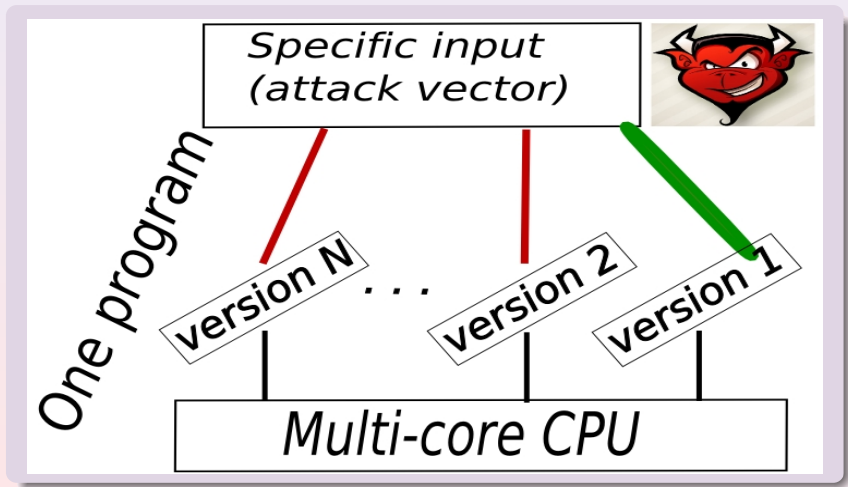 Specific input
(attack vector)
One program
version N
. . .
version 2
version 1
Multi-core CPU